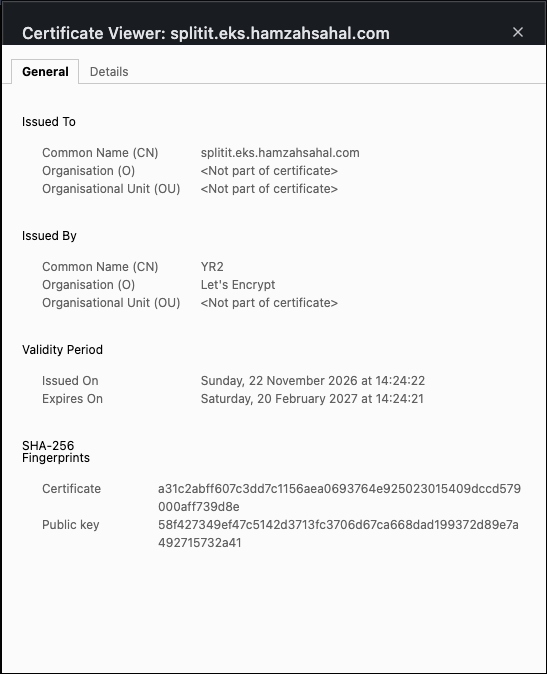 Certificate Viewer: splitit.eks.hamzahsahal.com
General Details
Issued To
Common Name (CN) splitit.eks.hamzahsahal.com
Organisation (O) <Not part of certificate>
Organisational Unit (OU) <Not part of certificate>
Issued By
Common Name (CN) YR2
Organisation (O) Let's Encrypt
Organisational Unit (OU) <Not part of certificate>
Validity Period
Issued On Sunday, 22 November 2026 at 14:24:22
Expires On Saturday, 20 February 2027 at 14:24:21
SHA-256
Fingerprints
Certificate a31c2abff607c3dd7c1156aea0693764e925023015409dccd579
000aff739d8e
Public key 58f427349ef47c5142d3713fc3706d67ca668dad199372d89e7a
492715732a41